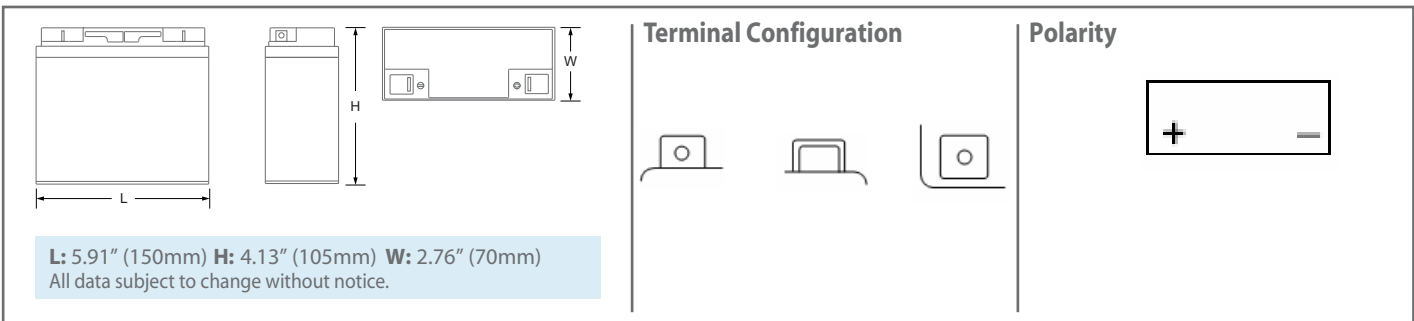 H
W
L
L: 5.91” (150mm) H: 4.13” (105mm) W: 2.76” (70mm)
All data subject to change without notice.
Terminal Configuration
Polarity
+ −